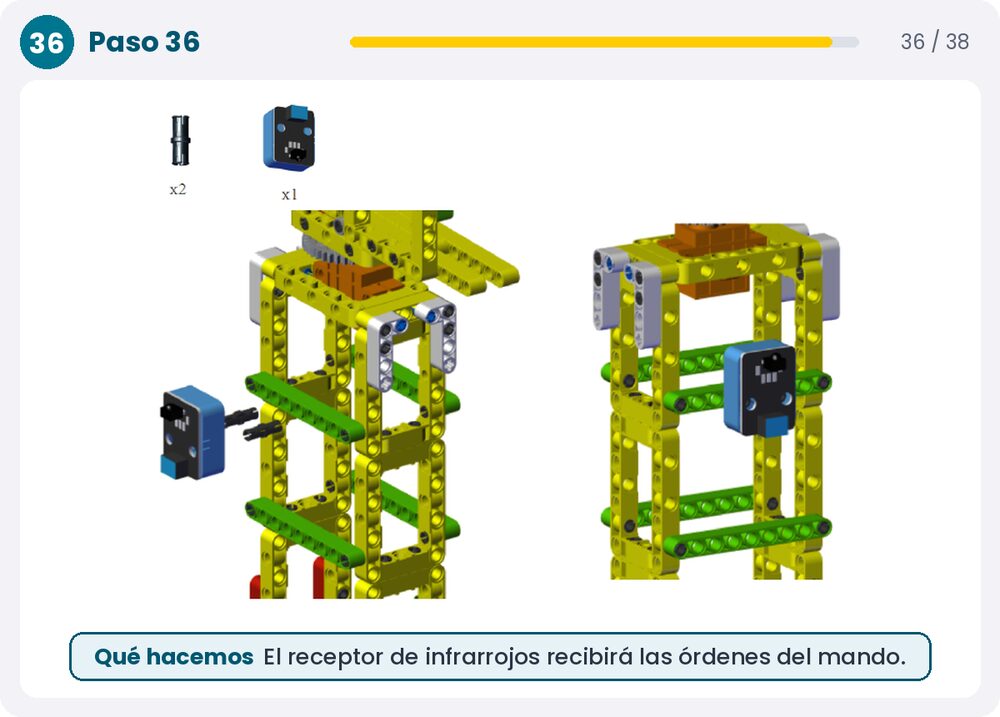 36 Paso 36
36 / 38
x2
x1
Qué hacemos El receptor de infrarrojos recibirá las órdenes del mando.